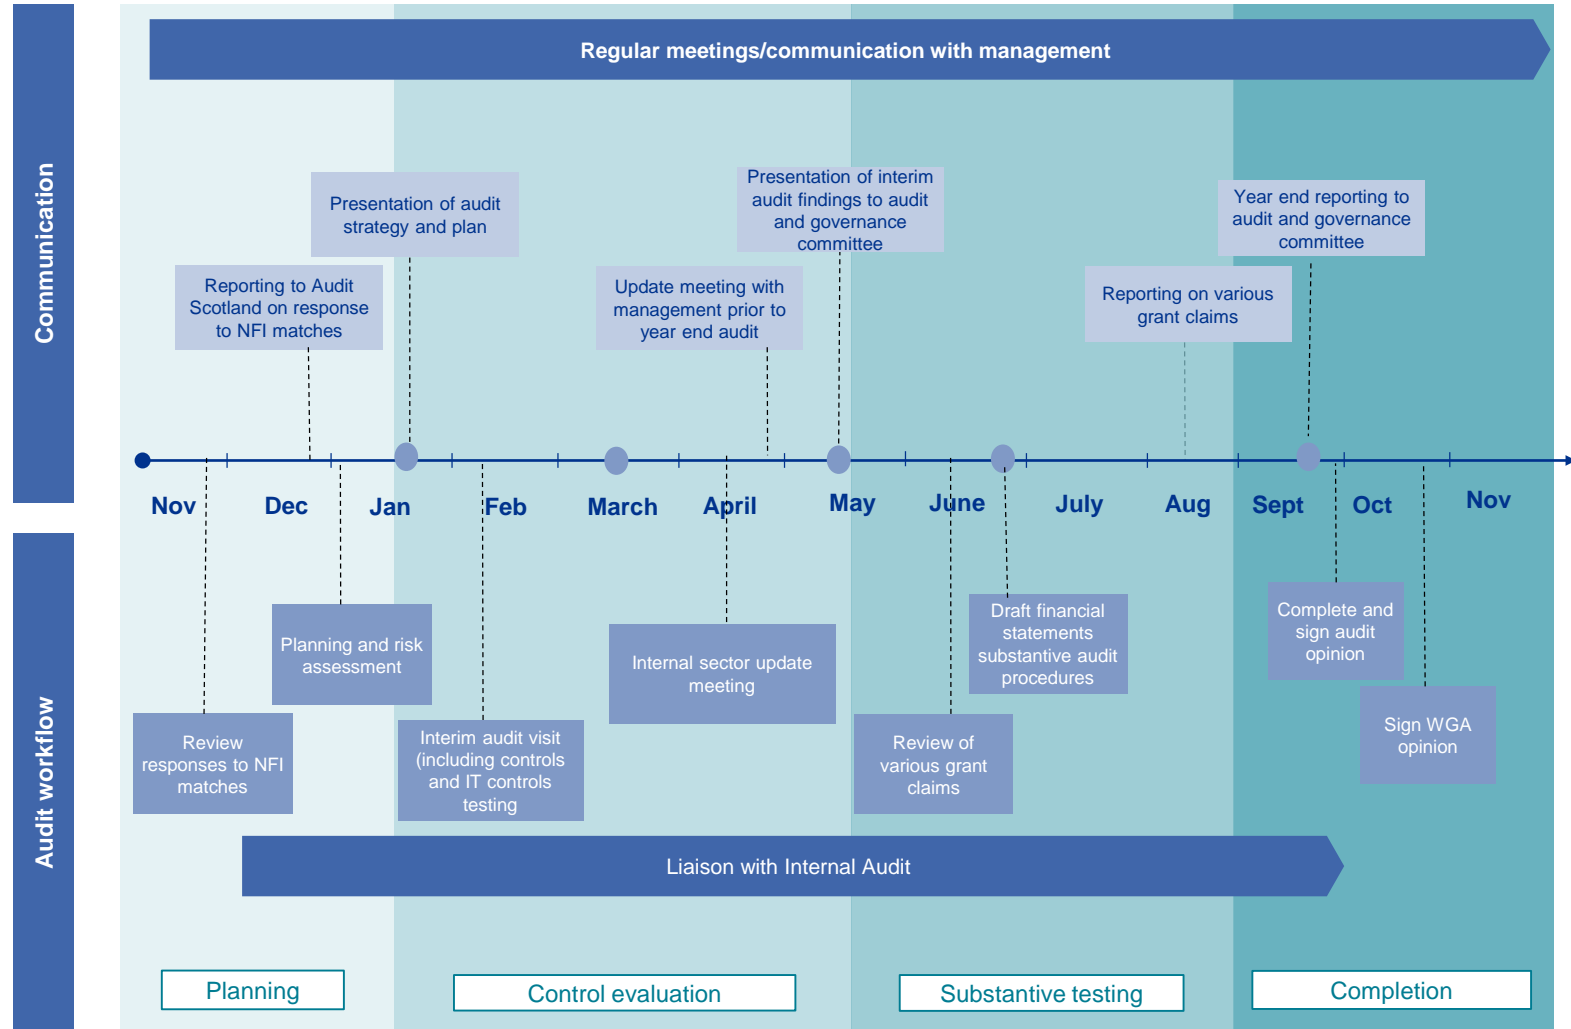 Communication
Regular meetings/communication with management
Presentation of audit
strategy and plan
Presentation of interim
audit findings to audit
and governance
committee
Year end reporting to
audit and governance
committee
Reporting to Audit
Scotland on response
to NFI matches
Update meeting with
management prior to
year end audit
Reporting on various
grant claims
Nov
Dec
Jan
Feb
March
April
May
June
July
Aug
Sept
Oct
Nov
Audit workflow
Planning and risk
assessment
Internal sector update
meeting
Draft financial
statements
substantive audit
procedures
Complete and
sign audit
opinion
Review
responses to NFI
matches
Interim audit visit
(including controls
and IT controls
testing
Review of
various grant
claims
Sign WGA
opinion
Liaison with Internal Audit
Planning
Control evaluation
Substantive testing
Completion